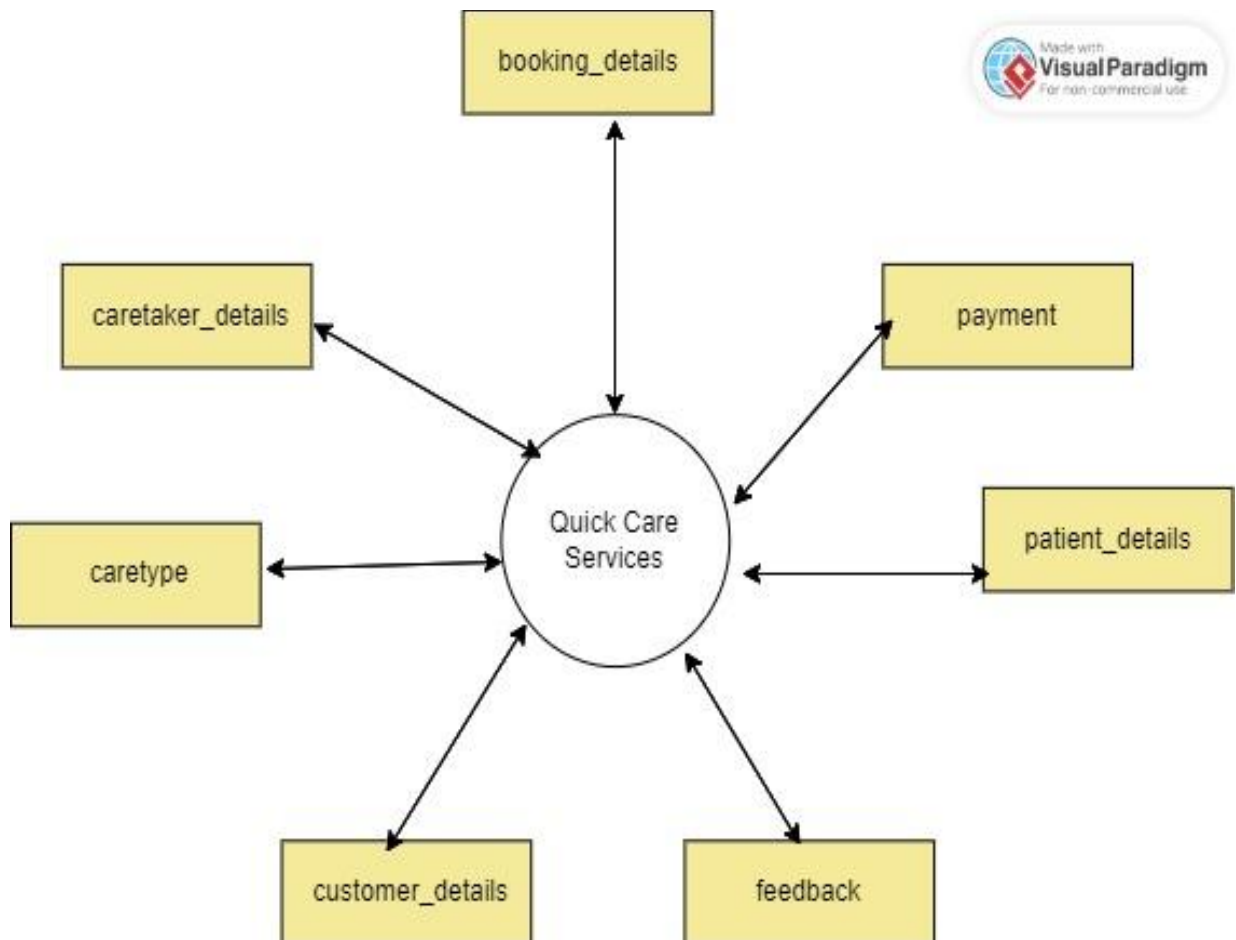 booking_details
Made with
Visual Paradigm
For non-commercial use
caretaker_details
payment
Quick Care
Services
patient_details
caretype
customer_details
feedback